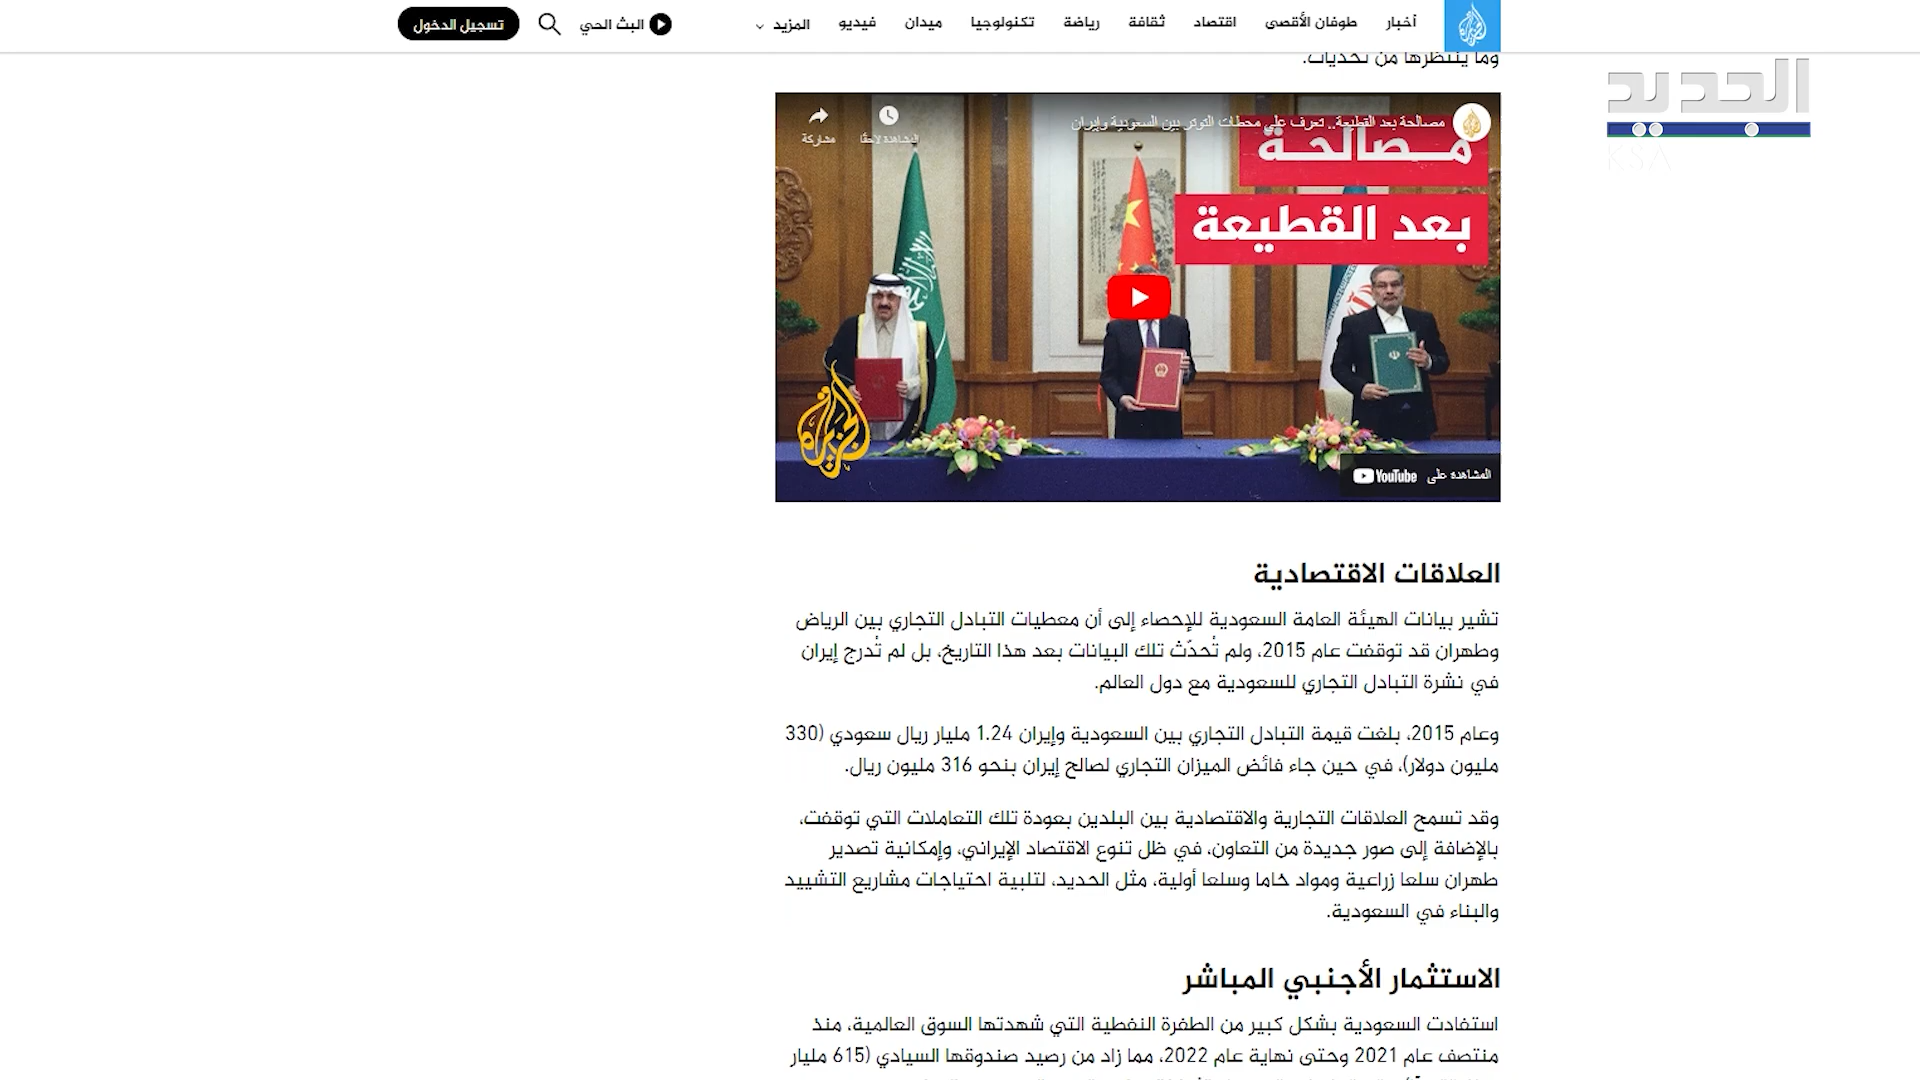 أخبار
طوفان الأقصى
اقتصاد
ثقافة
رياضة
تكنولوجيا
ميدان
فيديو
المزيد
البث الحي
تسجيل الدخول
الجديد
KSA
وما ينتظرها من تحديات.
مصالحة بعد القطيعة.. تعرف على محطات التوتر بين السعودية وإيران
المشاهدة لاحقًا
مشاركة
مـــصالحــة
بعد القطيعة
الجزيرة
المشاهدة على YouTube
العلاقات الاقتصادية
تشير بيانات الهيئة العامة السعودية للإحصاء إلى أن معطيات التبادل التجاري بين الرياض
وطهران قد توقفت عام 2015، ولم تُحدّث تلك البيانات بعد هذا التاريخ، بل لم تُدرج إيران
في نشرة التبادل التجاري للسعودية مع دول العالم.
وعام 2015، بلغت قيمة التبادل التجاري بين السعودية وإيران 1.24 مليار ريال سعودي (330
مليون دولار)، في حين جاء فائض الميزان التجاري لصالح إيران بنحو 316 مليون ريال.
وقد تسمح العلاقات التجارية والاقتصادية بين البلدين بعودة تلك التعاملات التي توقفت،
بالإضافة إلى صور جديدة من التعاون، في ظل تنوع الاقتصاد الإيراني، وإمكانية تصدير
طهران سلعا زراعية ومواد خاما وسلعا أولية، مثل الحديد، لتلبية احتياجات مشاريع التشييد
والبناء في السعودية.
الاستثمار الأجنبي المباشر
استفادت السعودية بشكل كبير من الطفرة النفطية التي شهدتها السوق العالمية، منذ
منتصف عام 2021 وحتى نهاية عام 2022، مما زاد من رصيد صندوقها السيادي (615 مليار